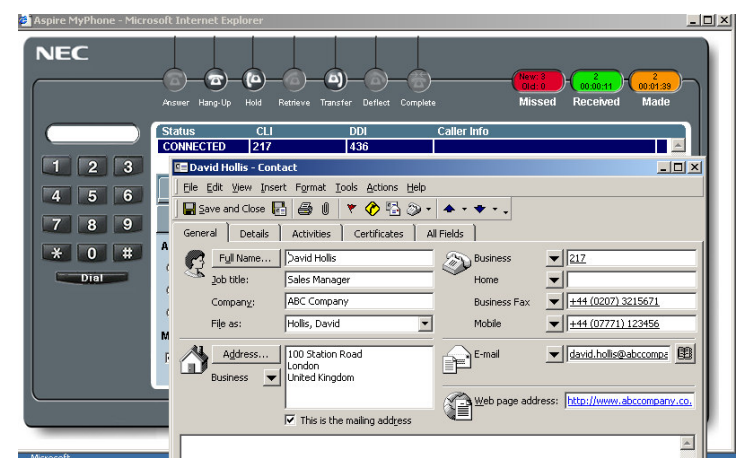 Aspire MyPhone - Microsoft Internet Explorer
NEC
Answer Hang-Up Hold Retrieve Transfer Deflect Complete
New: 3
Old: 0
2
00:00:11
2
00:01:39
Missed Received Made
Status CLI DDI Caller Info
CONNECTED 217 436
1 2 3
4 5 6
7 8 9
* 0 #
Dial
David Hollis - Contact
File Edit View Insert Format Tools Actions Help
Save and Close
General Details Activities Certificates All Fields
Full Name... David Hollis
Job title: Sales Manager
Company: ABC Company
File as: Hollis, David
Business 217
Home
Business Fax +44 (0207) 3215671
Mobile +44 (07771) 123456
Address... 100 Station Road
London
Business United Kingdom
This is the mailing address
E-mail david.hollis@abccompa
Web page address: http://www.abccompany.co.
A
M
Microsoft